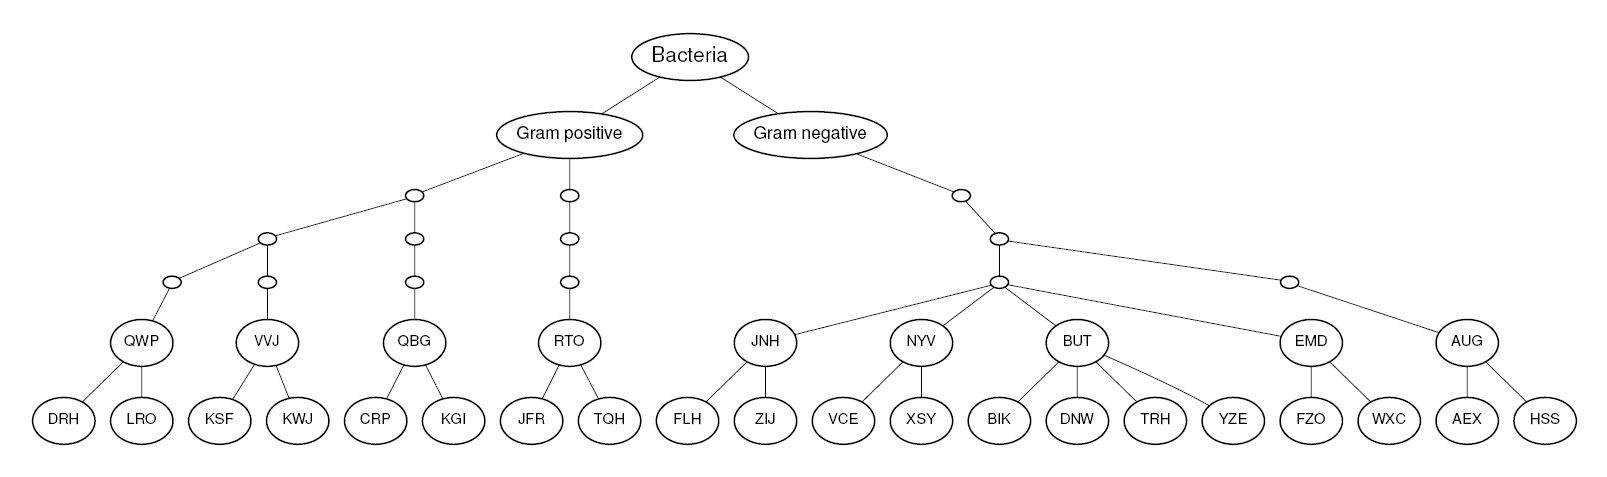 Bacteria
Gram positive
Gram negative
QWP
VVJ
QBG
RTO
JNH
NYV
BUT
EMD
AUG
DRH
LRO
KSF
KWJ
CRP
KGI
JFR
TQH
FLH
ZIJ
VCE
XSY
BIK
DNW
TRH
YZE
FZO
WXC
AEX
HSS